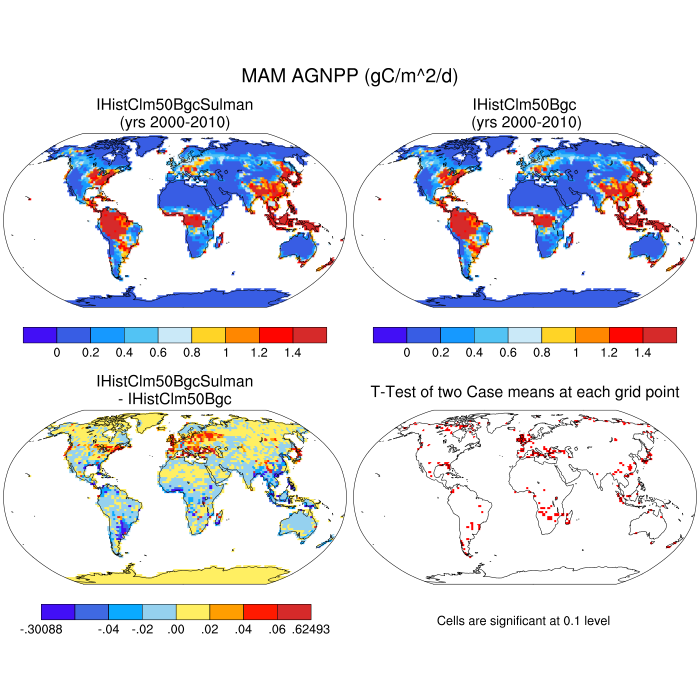 MAM AGNPP (gC/m^2/d)
IHistClm50BgcSulman
(yrs 2000-2010)
IHistClm50Bgc
(yrs 2000-2010)
0 0.2 0.4 0.6 0.8 1 1.2 1.4
0 0.2 0.4 0.6 0.8 1 1.2 1.4
IHistClm50BgcSulman
- IHistClm50Bgc
T-Test of two Case means at each grid point
-.30088 -.04 -.02 .00 .02 .04 .06 .62493
Cells are significant at 0.1 level